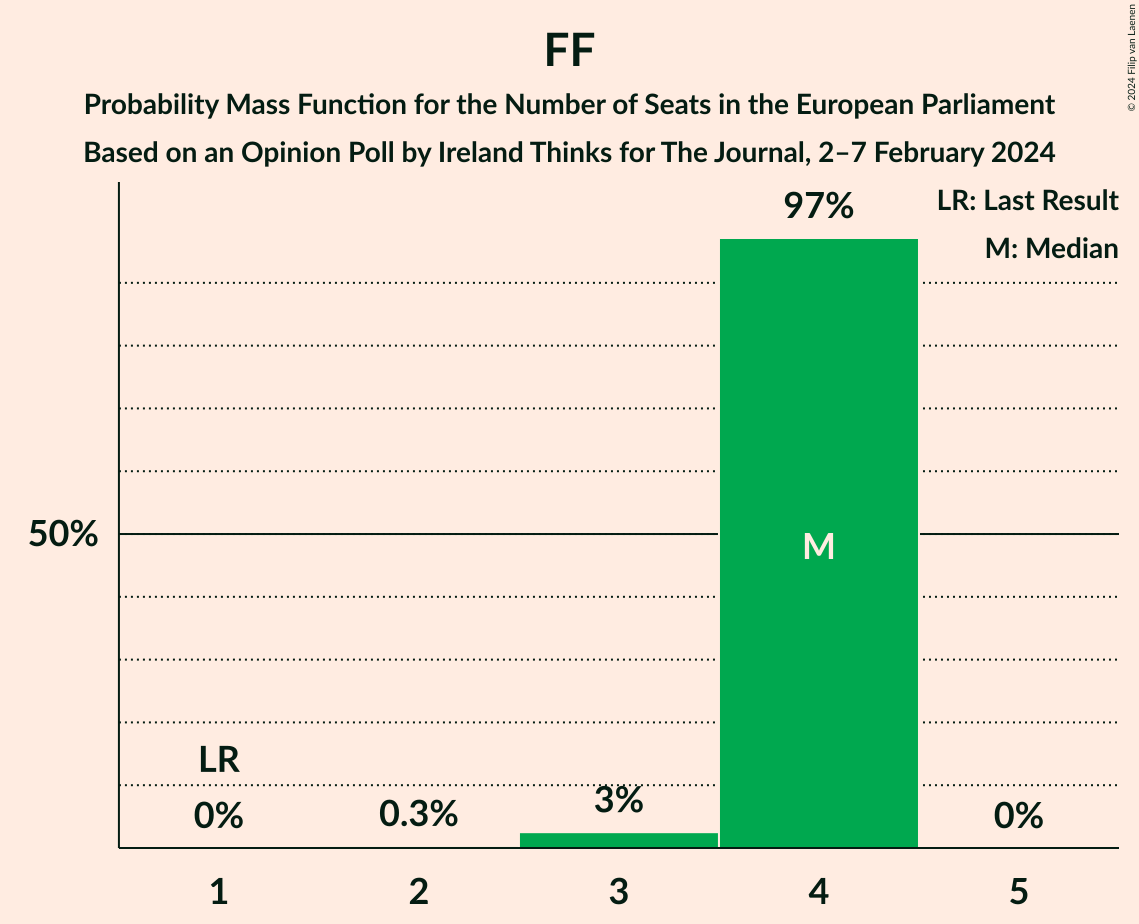 FF
Probability Mass Function for the Number of Seats in the European Parliament
Based on an Opinion Poll by Ireland Thinks for The Journal, 2–7 February 2024
© 2024 Filip van Laenen
LR: Last Result
M: Median
97%
50%
M
LR
0%
0.3%
3%
0%
1
2
3
4
5